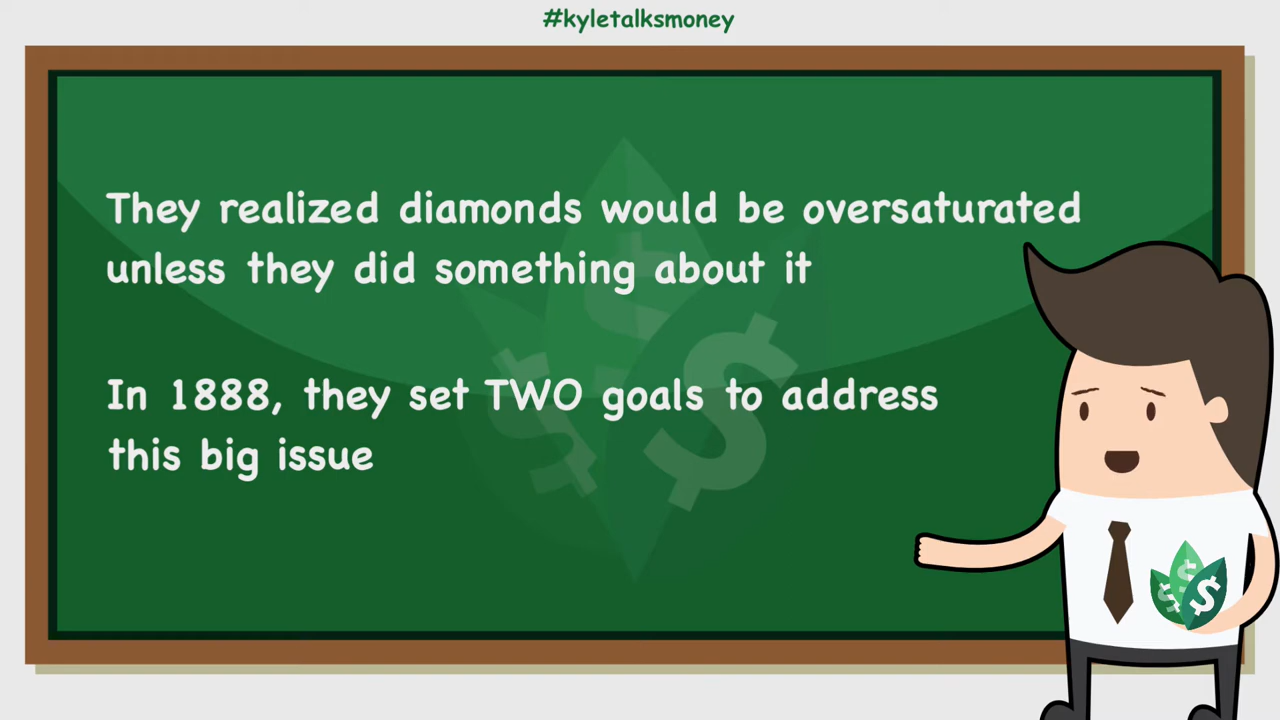 #kyletalksmoney
They realized diamonds would be oversaturated
unless they did something about it
In 1888, they set TWO goals to address
this big issue